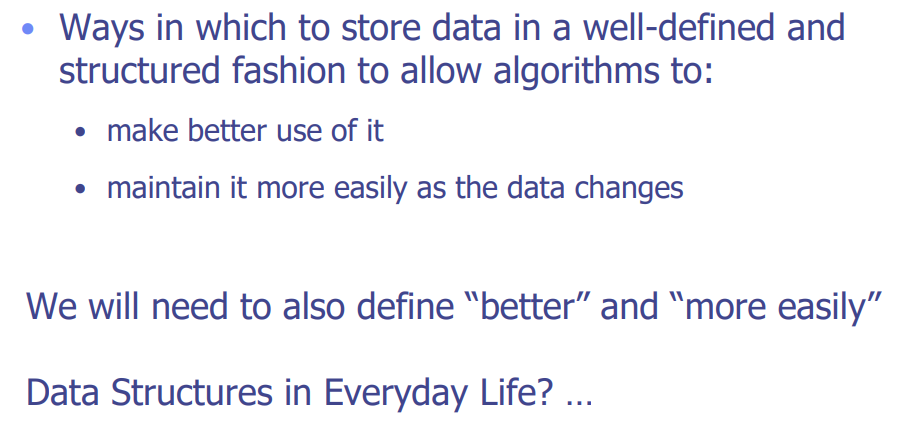 • Ways in which to store data in a well-defined and
structured fashion to allow algorithms to:
• make better use of it
• maintain it more easily as the data changes
We will need to also define “better” and “more easily”
Data Structures in Everyday Life? …